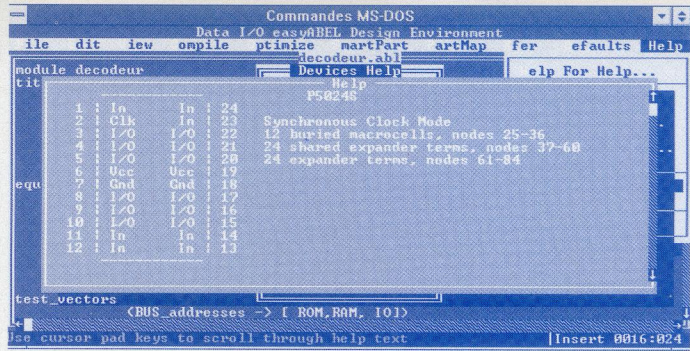 Commandes MS-DOS
Data I/O easyABEL Design Environment
ile dit iew ompile ptimize martPart artMap fer efaults Help
decodeur.abl
module decodeur Devices Help elp For Help...
tit Help
P5024S
1 | In In | 24
2 | Clk In | 23 Synchronous Clock Mode
3 | I/O I/O | 22 12 buried macrocells, nodes 25-36
4 | I/O I/O | 21 24 shared expander terms, nodes 37-60
5 | I/O I/O | 20 24 expander terms, nodes 61-84
6 | Vcc Vcc | 19
equ 7 | Gnd Gnd | 18
8 | I/O I/O | 17
9 | I/O I/O | 16
10 | I/O I/O | 15
11 | In In | 14
12 | In In | 13
test_vectors
(BUS_addresses -> [ ROM,RAM, IO])
Use cursor pad keys to scroll through help text |Insert 0016:024